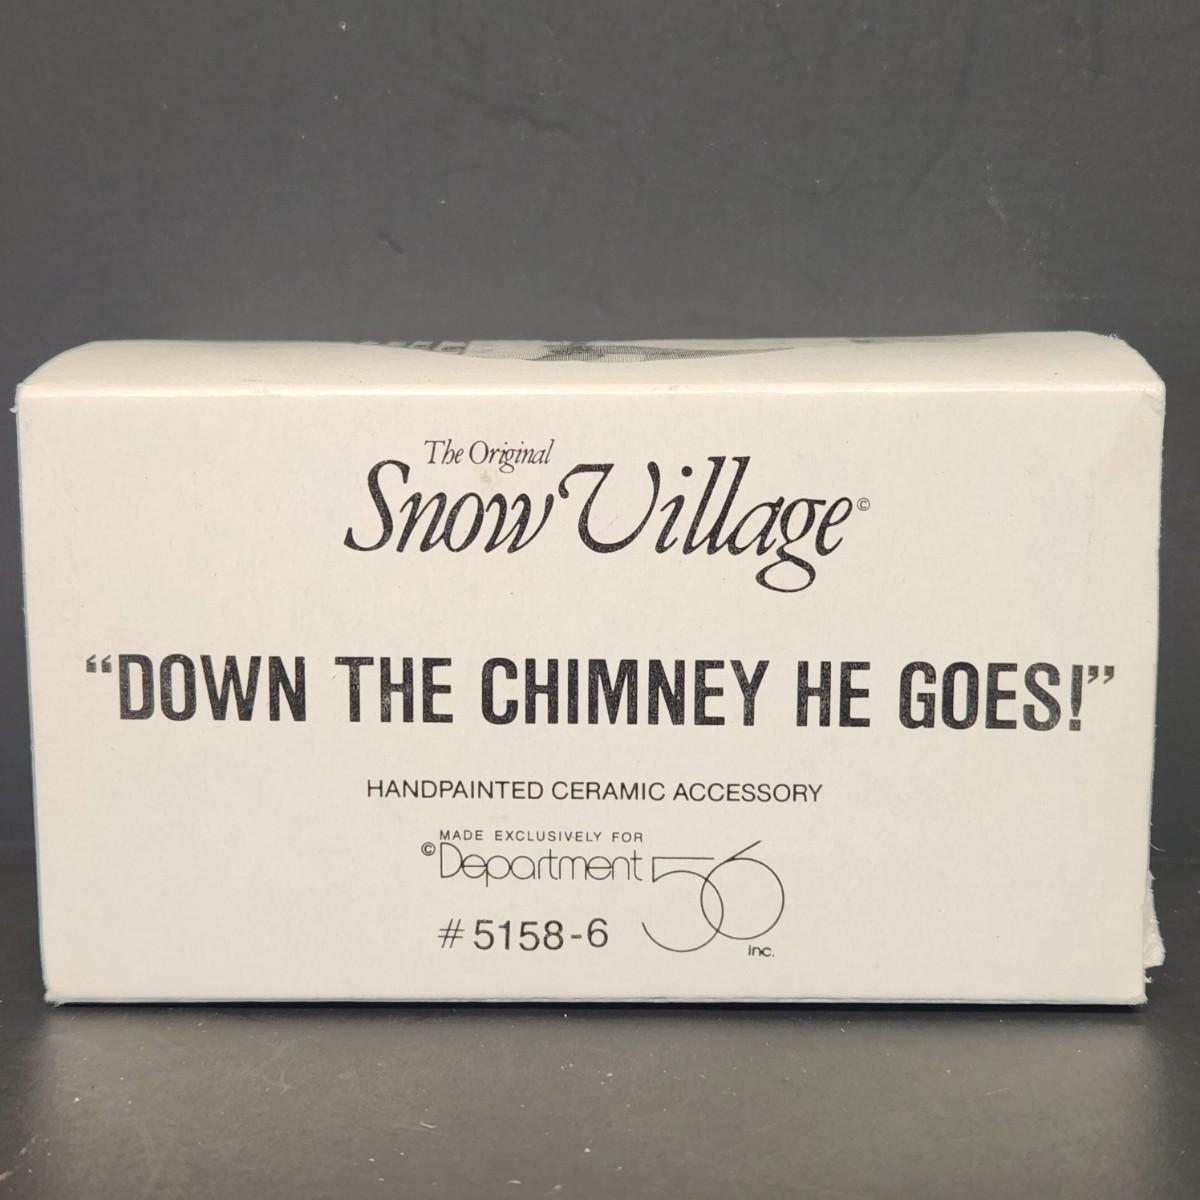 The Original
Snow Village©
“DOWN THE CHIMNEY HE GOES!”
HANDPAINTED CERAMIC ACCESSORY
MADE EXCLUSIVELY FOR
©Department 56
Inc.
#5158-6